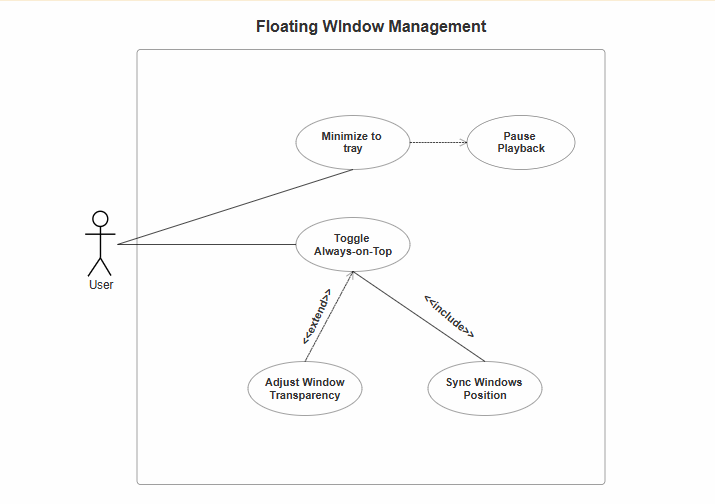 Floating WIndow Management
Minimize to
tray
Pause
Playback
Toggle
Always-on-Top
User
<<extend>>
<<include>>
Adjust Window
Transparency
Sync Windows
Position